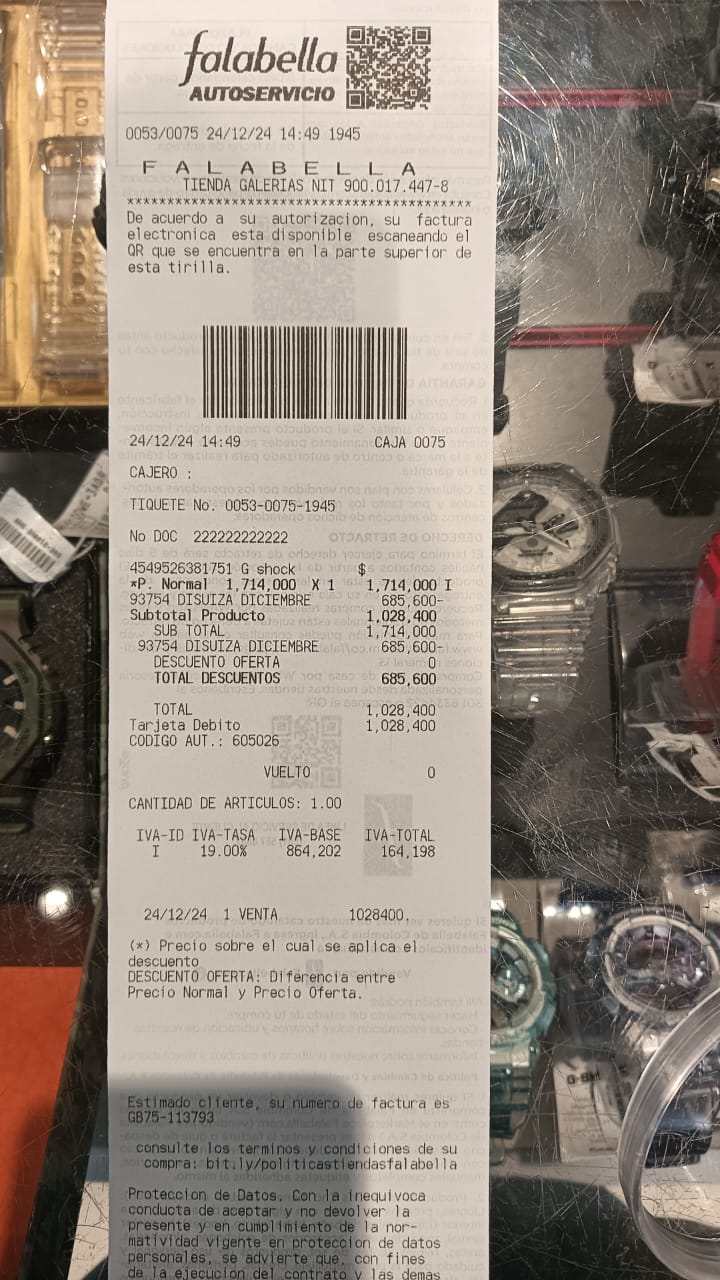 falabella
AUTOSERVICIO
0053/0075 24/12/24 14:49 1945
F A L A B E L L A
TIENDA GALERIAS NIT 900.017.447-8
*******************************************
De acuerdo a su autorizacion, su factura
electronica esta disponible escaneando el
QR que se encuentra en la parte superior de
esta tirilla.
24/12/24 14:49 CAJA 0075
CAJERO :
TIQUETE No. 0053-0075-1945
No DOC 222222222222
4549526381751 G shock $
*P. Normal 1,714,000 X 1 1,714,000 I
93754 DISUIZA DICIEMBRE 685,600-
Subtotal Producto 1,028,400
SUB TOTAL 1,714,000
93754 DISUIZA DICIEMBRE 685,600-
DESCUENTO OFERTA 0
TOTAL DESCUENTOS 685,600
TOTAL 1,028,400
Tarjeta Debito 1,028,400
CODIGO AUT.: 605026
VUELTO 0
CANTIDAD DE ARTICULOS: 1.00
IVA-ID IVA-TASA IVA-BASE IVA-TOTAL
I 19.00% 864,202 164,198
24/12/24 1 VENTA 1028400.
(*) Precio sobre el cual se aplica el
descuento
DESCUENTO OFERTA: Diferencia entre
Precio Normal y Precio Oferta.
Estimado cliente, su numero de factura es
GB75-113793
consulte los terminos y condiciones de su
compra: bit.ly/politicastiendasfalabella
Proteccion de Datos. Con la inequivoca
conducta de aceptar y no devolver la
presente y en cumplimiento de la nor-
matividad vigente en proteccion de datos
personales, se advierte que, con fines
de la ejecucion del contrato y las demas